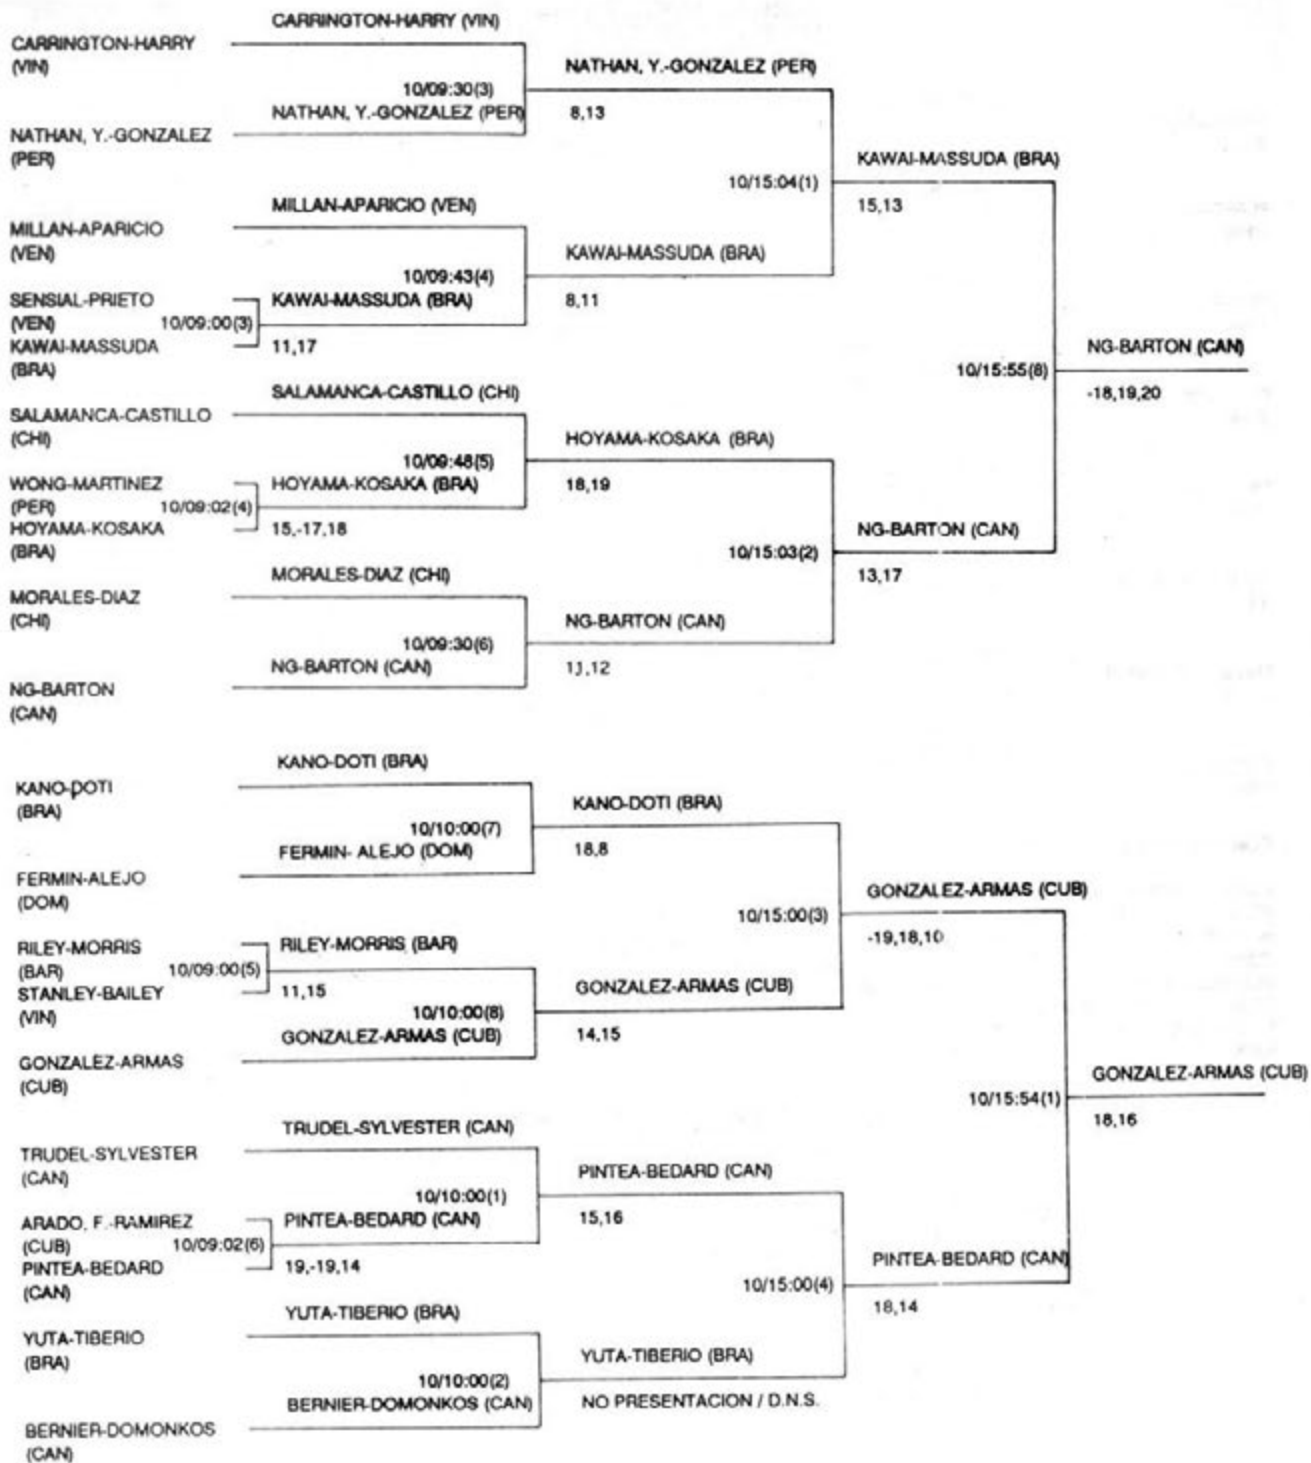 CARRINGTON-HARRY (VIN)
CARRINGTON-HARRY
(VIN)
NATHAN, Y.-GONZALEZ (PER)
10/09:30(3)
NATHAN, Y.-GONZALEZ (PER)
8,13
NATHAN, Y.-GONZALEZ
(PER)
KAWAI-MASSUDA (BRA)
10/15:04(1)
15,13
MILLAN-APARICIO (VEN)
MILLAN-APARICIO
(VEN)
KAWAI-MASSUDA (BRA)
10/09:43(4)
SENSIAL-PRIETO
(VEN)
10/09:00(3)
KAWAI-MASSUDA (BRA)
8,11
KAWAI-MASSUDA
(BRA)
11,17
NG-BARTON (CAN)
10/15:55(8)
-18,19,20
SALAMANCA-CASTILLO (CHI)
SALAMANCA-CASTILLO
(CHI)
HOYAMA-KOSAKA (BRA)
10/09:48(5)
WONG-MARTINEZ
(PER)
10/09:02(4)
HOYAMA-KOSAKA (BRA)
18,19
HOYAMA-KOSAKA
(BRA)
15,-17,18
NG-BARTON (CAN)
10/15:03(2)
13,17
MORALES-DIAZ (CHI)
MORALES-DIAZ
(CHI)
NG-BARTON (CAN)
10/09:30(6)
NG-BARTON (CAN)
11,12
NG-BARTON
(CAN)
KANO-DOTI (BRA)
KANO-DOTI
(BRA)
KANO-DOTI (BRA)
10/10:00(7)
FERMIN- ALEJO (DOM)
18,8
FERMIN-ALEJO
(DOM)
GONZALEZ-ARMAS (CUB)
10/15:00(3)
-19,18,10
RILEY-MORRIS
(BAR)
10/09:00(5)
RILEY-MORRIS (BAR)
STANLEY-BAILEY
(VIN)
11,15
GONZALEZ-ARMAS (CUB)
10/10:00(8)
GONZALEZ-ARMAS (CUB)
14,15
GONZALEZ-ARMAS
(CUB)
GONZALEZ-ARMAS (CUB)
10/15:54(1)
18,16
TRUDEL-SYLVESTER (CAN)
TRUDEL-SYLVESTER
(CAN)
PINTEA-BEDARD (CAN)
10/10:00(1)
ARADO, F.-RAMIREZ
(CUB)
10/09:02(6)
PINTEA-BEDARD (CAN)
15,16
PINTEA-BEDARD
(CAN)
19,-19,14
PINTEA-BEDARD (CAN)
10/15:00(4)
18,14
YUTA-TIBERIO (BRA)
YUTA-TIBERIO
(BRA)
YUTA-TIBERIO (BRA)
10/10:00(2)
BERNIER-DOMONKOS (CAN)
NO PRESENTACION / D.N.S.
BERNIER-DOMONKOS
(CAN)